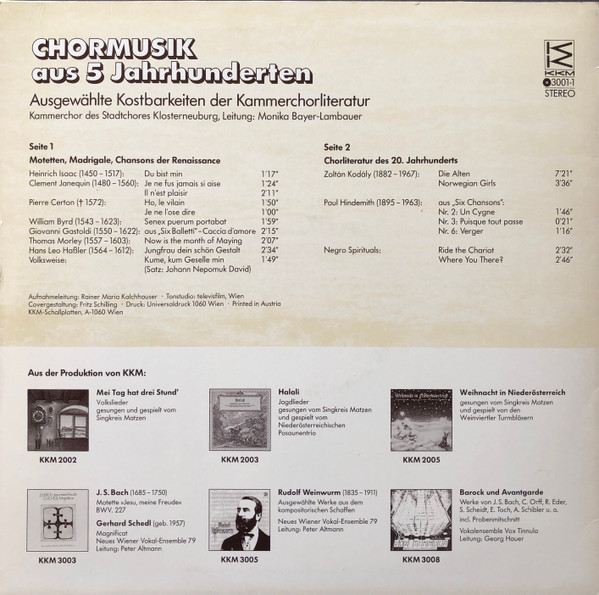 CHORMUSIK
aus 5 Jahrhunderten
KKM
3001-1
STEREO
Ausgewählte Kostbarkeiten der Kammerchorliteratur
Kammerchor des Stadtchores Klosterneuburg, Leitung: Monika Bayer-Lambauer
Seite 1
Motetten, Madrigale, Chansons der Renaissance
Heinrich Isaac (1450 – 1517): Du bist min 1'17"
Clement Janequin (1480 – 1560): Je ne fus jamais si aise 1'24"
Il n'est plaisir 2'11"
Pierre Certon († 1572): Ho, le vilain 1'50"
Je ne l'ose dire 1'00"
William Byrd (1543 – 1623): Senex puerum portabat 1'59"
Giovanni Gastoldi (1550 – 1622): aus „Six Balletti" – Caccia d'amore 2'15"
Thomas Morley (1557 – 1603): Now is the month of Maying 2'07"
Hans Leo Haßler (1564 – 1612): Jungfrau dein schön Gestalt 2'34"
Volksweise: Kume, kum Geselle min 1'49"
(Satz: Johann Nepomuk David)
Seite 2
Chorliteratur des 20. Jahrhunderts
Zoltán Kodály (1882 – 1967): Die Alten 7'21"
Norwegian Girls 3'36"
Paul Hindemith (1895 – 1963): aus „Six Chansons":
Nr. 2: Un Cygne 1'46"
Nr. 3: Puisque tout passe 0'21"
Nr. 6: Verger 1'16"
Negro Spirituals: Ride the Chariot 2'32"
Where You There? 2'46"
Aufnahmeleitung: Rainer Maria Kalchhauser · Tonstudio: televisfilm, Wien
Covergestaltung: Fritz Schilling · Druck: Universaldruck 1060 Wien · Printed in Austria
KKM-Schallplatten, A-1060 Wien
Aus der Produktion von KKM:
Mei Tag hat drei Stund'
Volkslieder
gesungen und gespielt vom
Singkreis Matzen
KKM 2002
Halali
Jagdlieder
gesungen und gespielt vom
Singkreis Matzen und
vom
Niederösterreichischen
Posaunentrio
KKM 2003
Weihnacht in Niederösterreich
gesungen vom Singkreis Matzen
und gespielt von den
Weinviertler Turmbläsern
KKM 2005
J. S. Bach (1685 – 1750)
Motette »Jesu, meine Freude«
BWV. 227
Gerhard Schedl (geb. 1957)
Magnificat
Neues Wiener Vokal-Ensemble 79
Leitung: Peter Altmann
KKM 3003
Rudolf Weinwurm (1835 – 1911)
Ausgewählte Werke aus dem
kompositorischen Schaffen
Neues Wiener Vokal-Ensemble 79
Leitung: Peter Altmann
KKM 3005
Barock und Avantgarde
Werke von J. S. Bach, C. Orff, R. Eder,
S. Scheidt, E. Toch, A. Schibler u. a.
incl. Probenmitschnitt
Vokalensemble Vox Tinnula
Leitung: Georg Hauer
KKM 3008